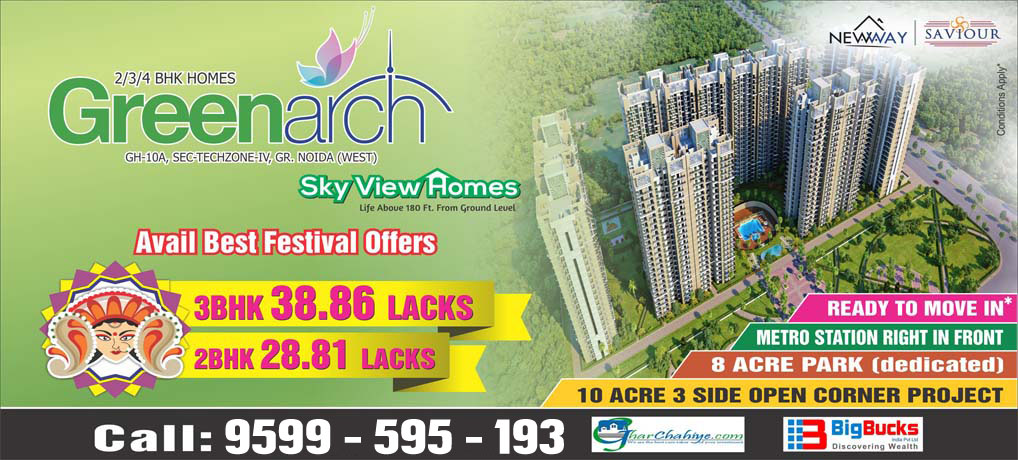 NEWWAY
SAVIOUR
Conditions Apply*
2/3/4 BHK HOMES
Greenarch
GH-10A, SEC-TECHZONE-IV, GR. NOIDA (WEST)
Sky View Homes
Life Above 180 Ft. From Ground Level
Avail Best Festival Offers
3BHK 38.86 LACKS
2BHK 28.81 LACKS
READY TO MOVE IN*
METRO STATION RIGHT IN FRONT
8 ACRE PARK (dedicated)
10 ACRE 3 SIDE OPEN CORNER PROJECT
Call: 9599 - 595 - 193
GharChahiye.com
BigBucks
India Pvt Ltd
Discovering Wealth